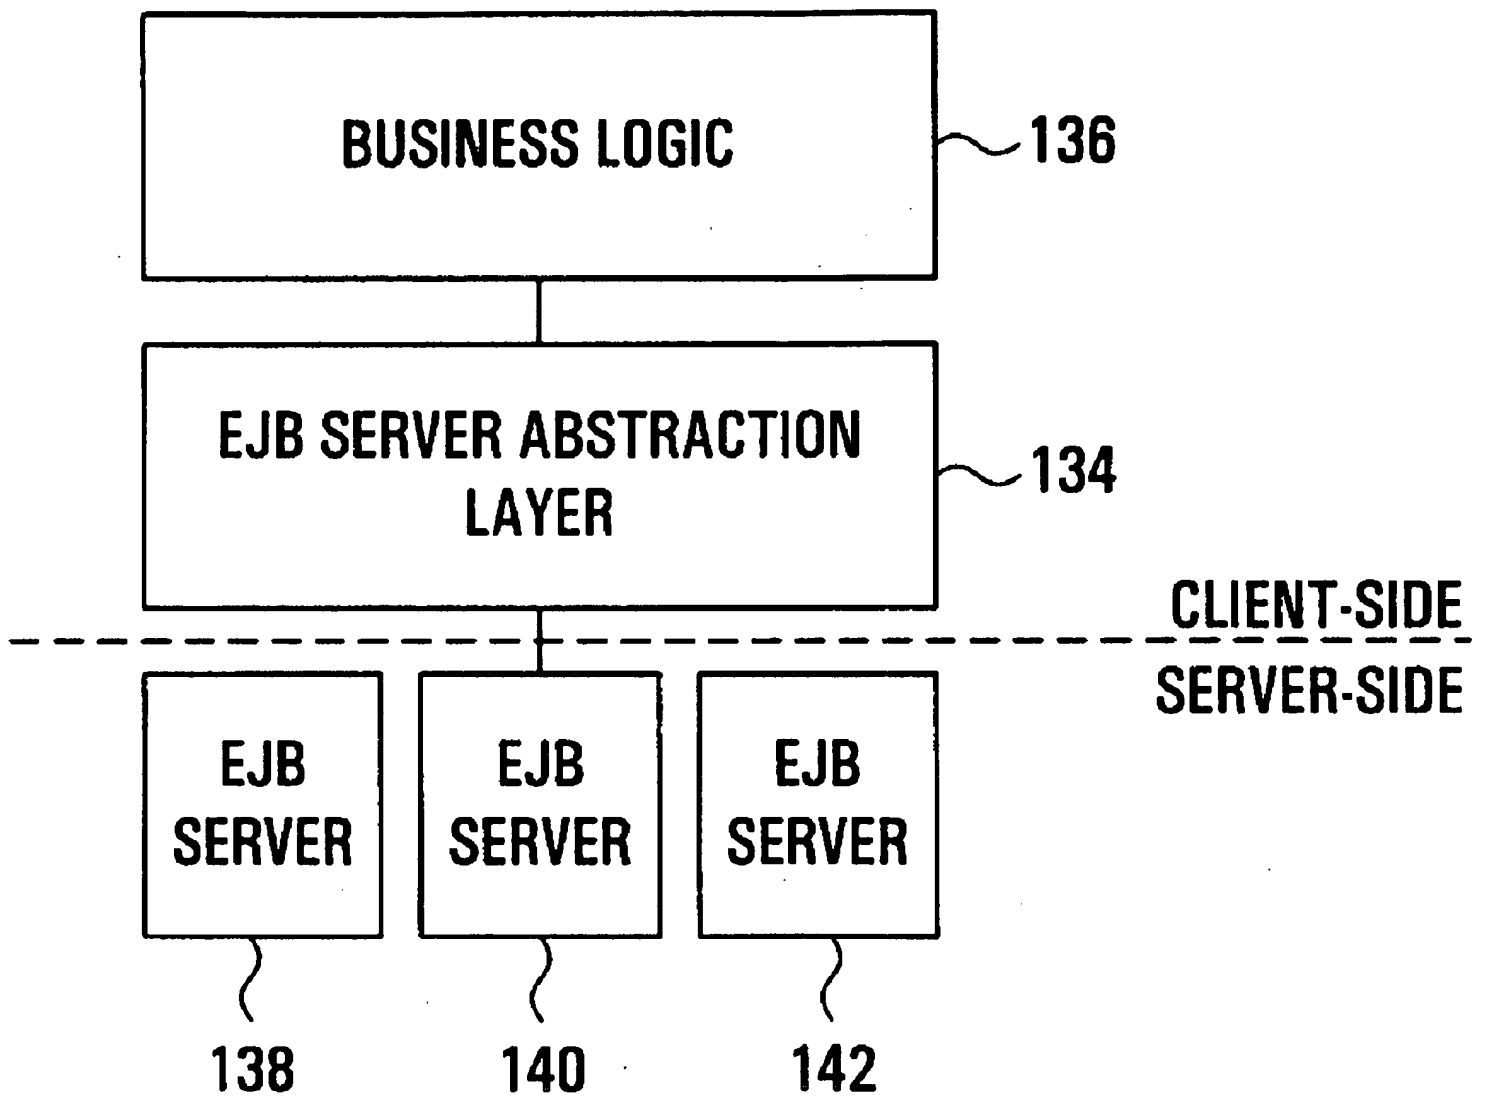 BUSINESS LOGIC
136
EJB SERVER ABSTRACTION
LAYER
134
CLIENT-SIDE
SERVER-SIDE
EJB
SERVER
EJB
SERVER
EJB
SERVER
138
140
142